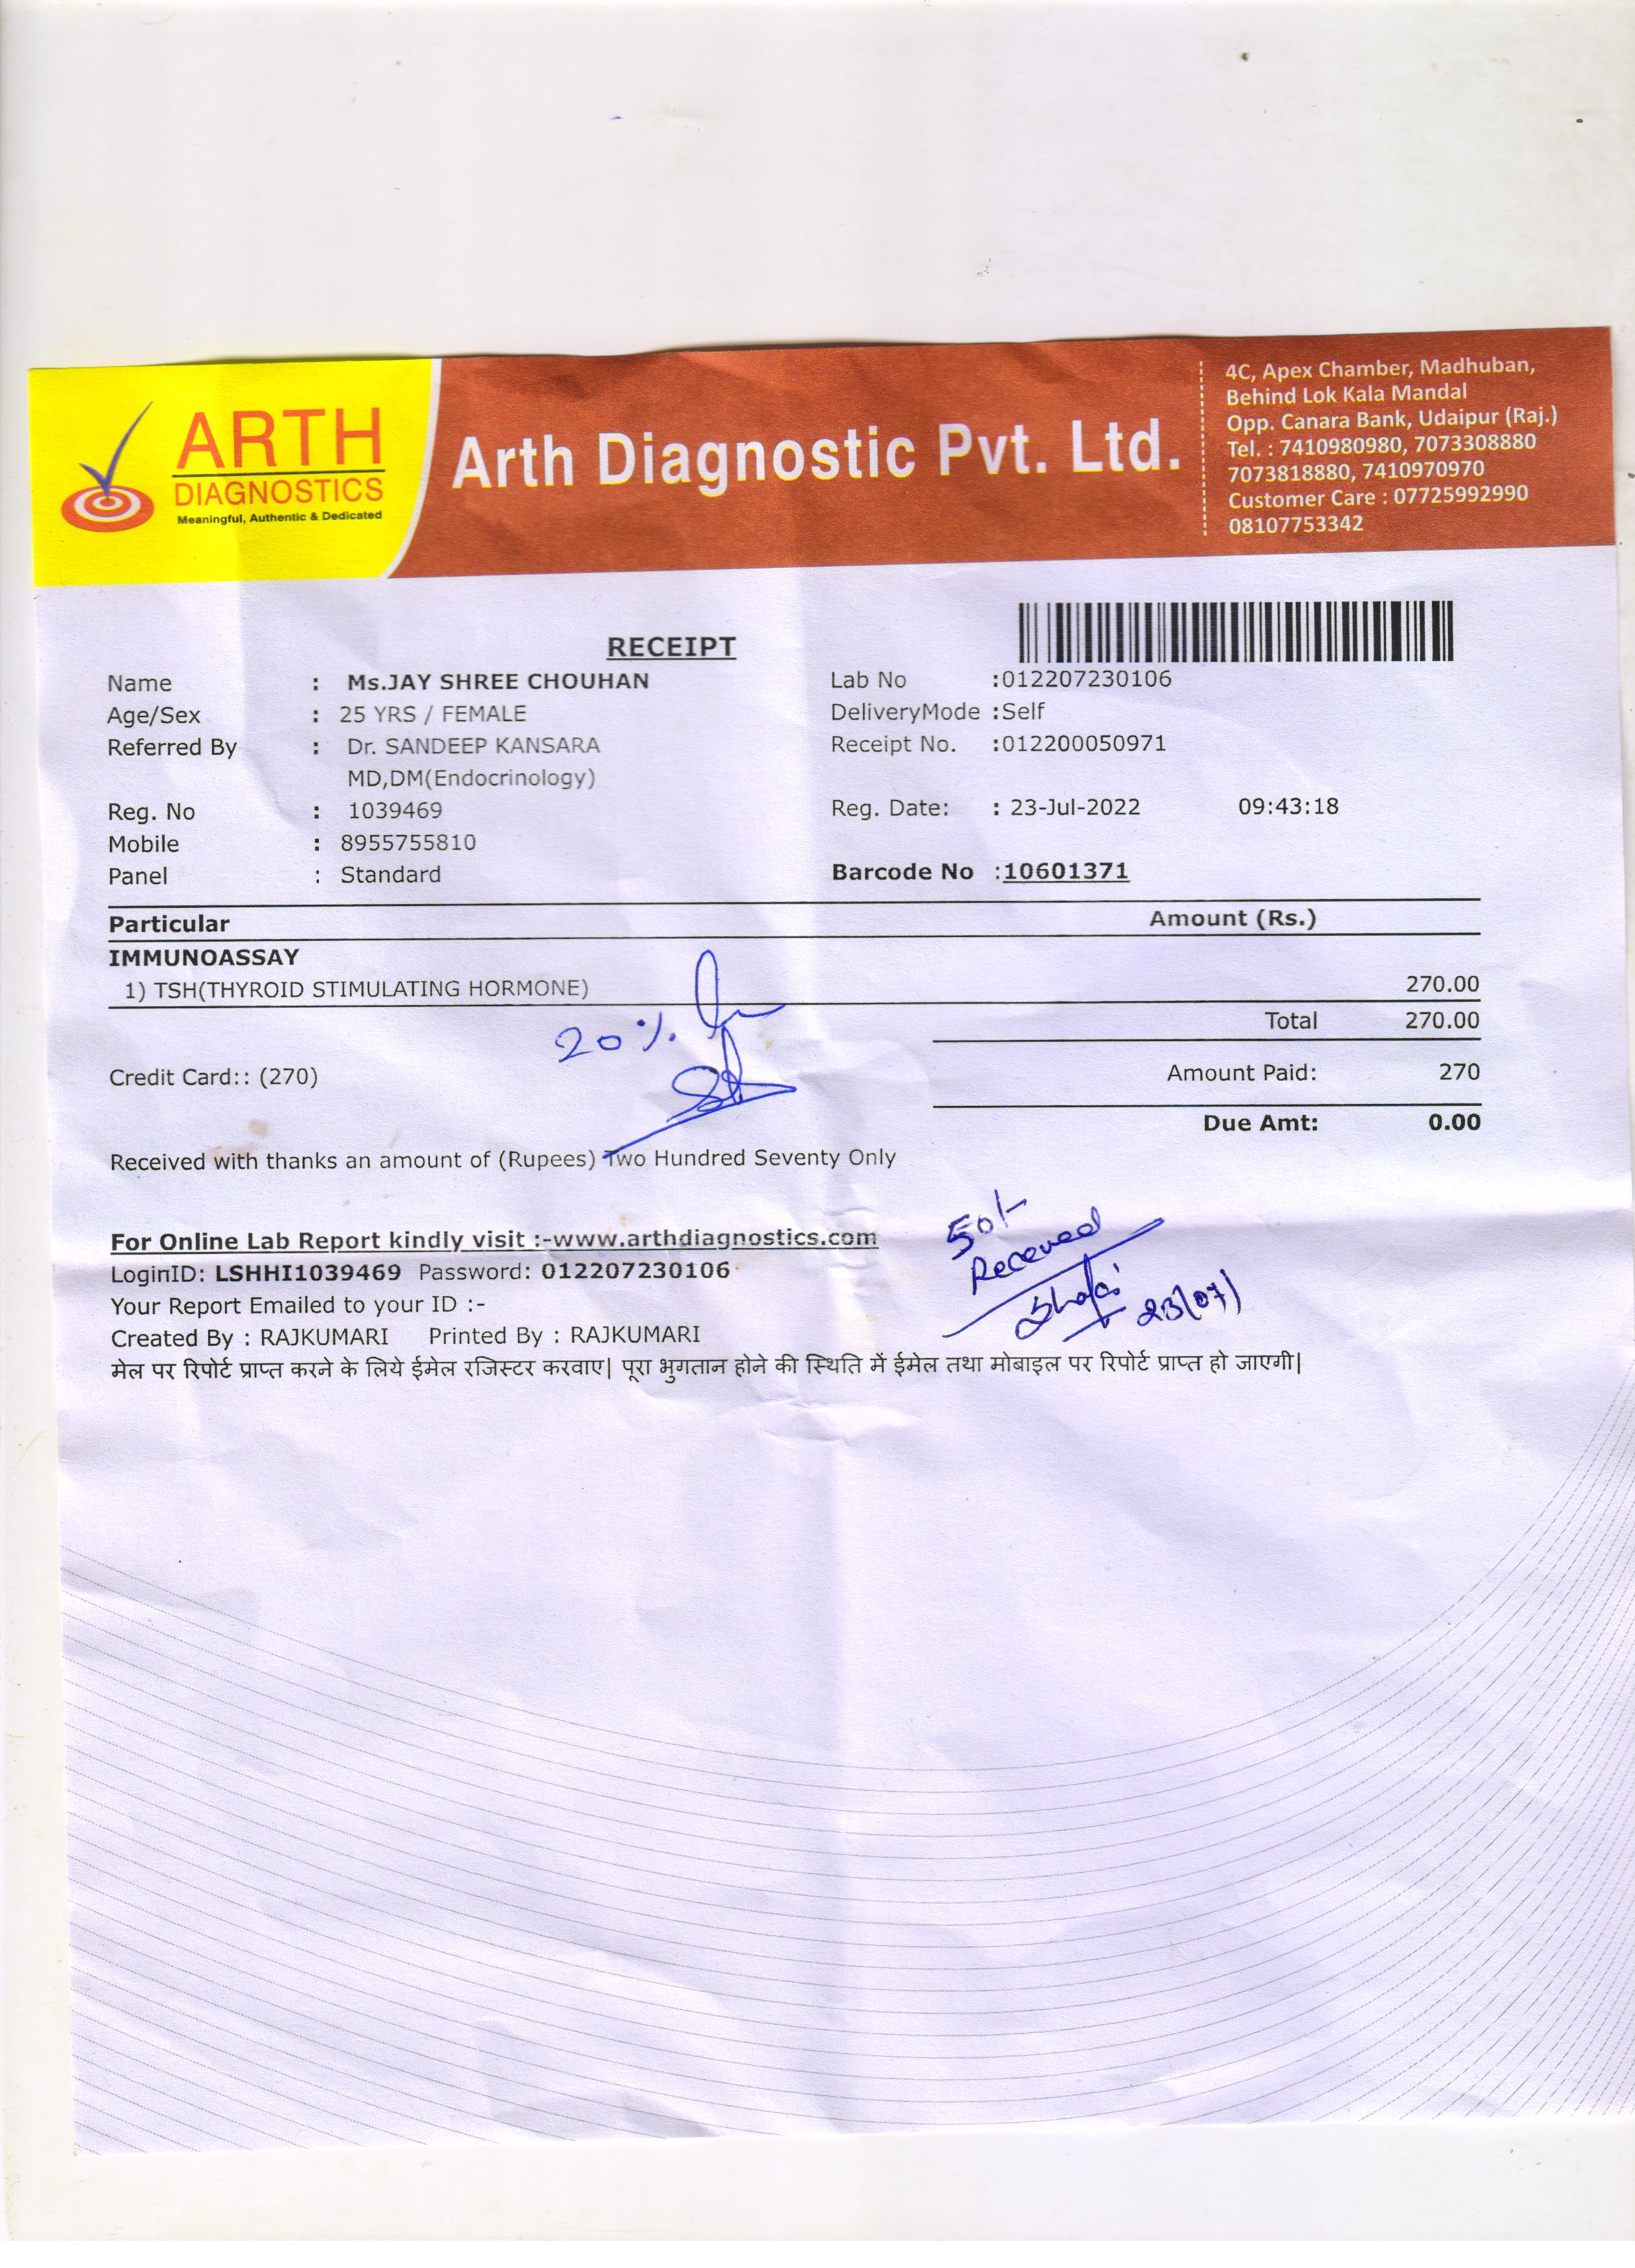 ARTH
DIAGNOSTICS
Meaningful, Authentic & Dedicated
Arth Diagnostic Pvt. Ltd.
4C, Apex Chamber, Madhuban,
Behind Lok Kala Mandal
Opp. Canara Bank, Udaipur (Raj.)
Tel. : 7410980980, 7073308880
7073818880, 7410970970
Customer Care : 07725992990
08107753342
RECEIPT
Name : Ms.JAY SHREE CHOUHAN Lab No :012207230106
Age/Sex : 25 YRS / FEMALE DeliveryMode :Self
Referred By : Dr. SANDEEP KANSARA Receipt No. :012200050971
MD,DM(Endocrinology)
Reg. No : 1039469 Reg. Date: : 23-Jul-2022 09:43:18
Mobile : 8955755810
Panel : Standard Barcode No :10601371
Particular Amount (Rs.)
IMMUNOASSAY
1) TSH(THYROID STIMULATING HORMONE) 270.00
Total 270.00
20%.
Credit Card:: (270) Amount Paid: 270
Due Amt: 0.00
Received with thanks an amount of (Rupees) Two Hundred Seventy Only
50/-
Received
23/07/
For Online Lab Report kindly visit :-www.arthdiagnostics.com
LoginID: LSHHI1039469 Password: 012207230106
Your Report Emailed to your ID :-
Created By : RAJKUMARI Printed By : RAJKUMARI
मेल पर रिपोर्ट प्राप्त करने के लिये ईमेल रजिस्टर करवाए| पूरा भुगतान होने की स्थिति में ईमेल तथा मोबाइल पर रिपोर्ट प्राप्त हो जाएगी|